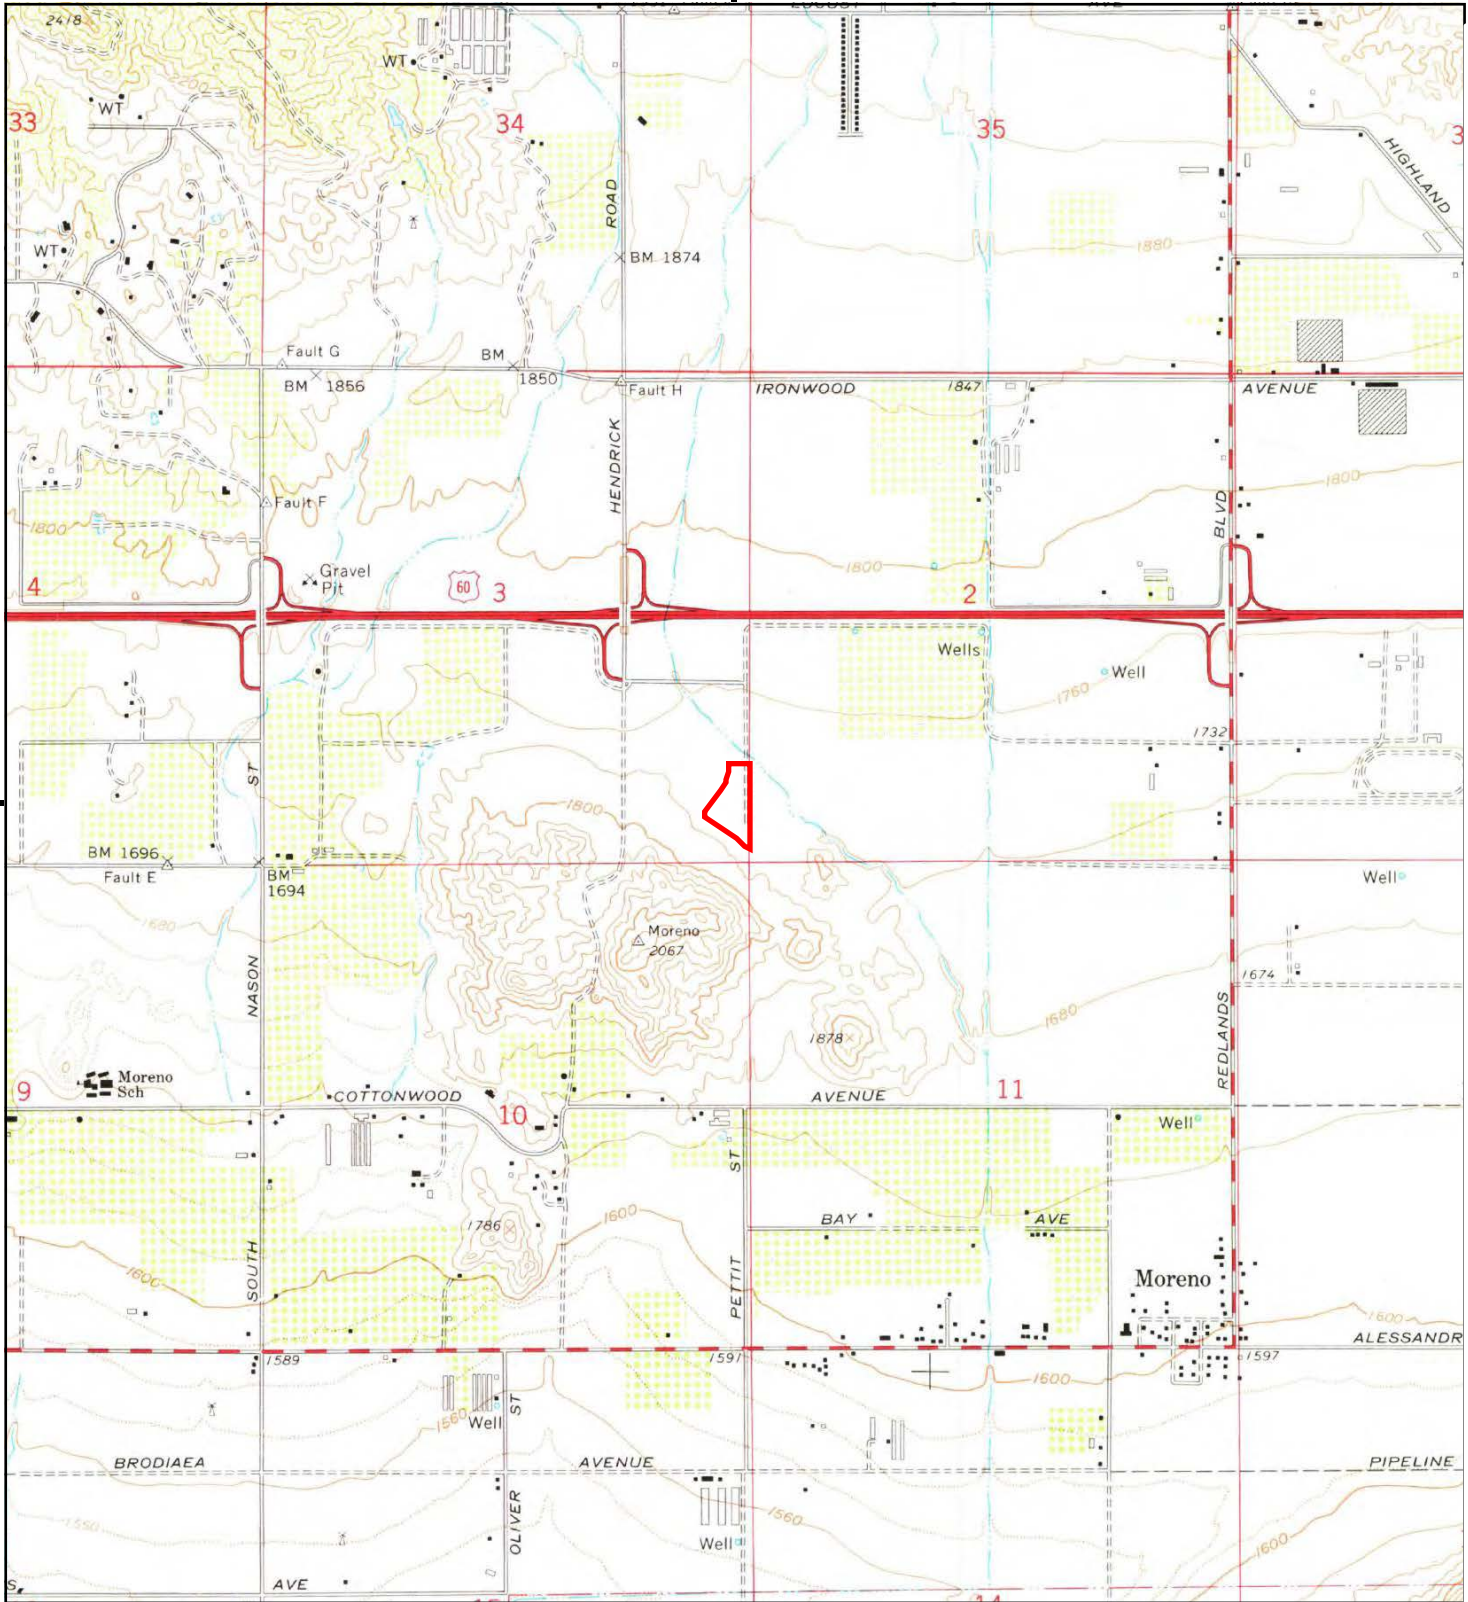 LOCUST AVE
2418
WT
WT
33
34
35
3
HIGHLAND
2200
ROAD
WT
BM 1874
1880
Fault G
BM
BM 1856
1850
Fault H
IRONWOOD
1847
AVENUE
HENDRICK
Fault F
1800
1800
BLVD
1800
Gravel
Pit
4
60
3
2
Wells
Well
1760
1732
ST
1800
BM 1696
Fault E
BM
1694
Well
1680
Moreno
2067
1674
NASON
1680
1878
REDLANDS
Moreno
Sch
9
COTTONWOOD
AVENUE
10
11
Well
ST
1786
1600
BAY
AVE
1600
SOUTH
PETTIT
Moreno
1600
ALESSANDR
1589
1591
1597
1600
ST
1560
Well
BRODIAEA
AVENUE
PIPELINE
OLIVER
1560
1550
Well
1600
S.
AVE